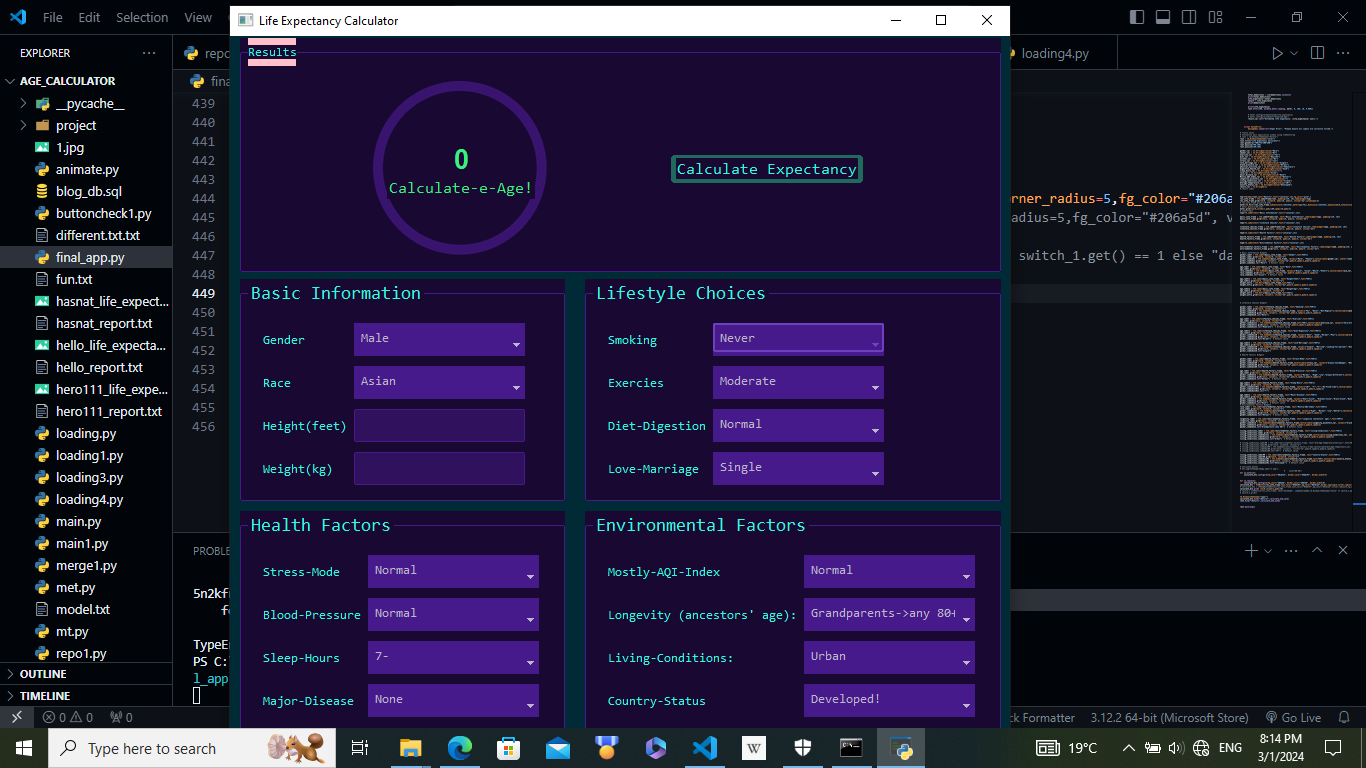 File Edit Selection View
Life Expectancy Calculator
EXPLORER
AGE_CALCULATOR
__pycache__
project
1.jpg
animate.py
blog_db.sql
buttoncheck1.py
different.txt.txt
final_app.py
fun.txt
hasnat_life_expect...
hasnat_report.txt
hello_life_expecta...
hello_report.txt
hero111_life_expe...
hero111_report.txt
loading.py
loading1.py
loading3.py
loading4.py
main.py
main1.py
merge1.py
met.py
model.txt
mt.py
repo1.py
OUTLINE
TIMELINE
0 0 0
repo
loading4.py
fina
439
440
441
442
443
444
445
446
447
448
449
450
451
452
453
454
455
456
rner_radius=5,fg_color="#206a
radius=5,fg_color="#206a5d", v
switch_1.get() == 1 else "da
Results
0
Calculate-e-Age!
Calculate Expectancy
Basic Information
Gender Male
Race Asian
Height(feet)
Weight(kg)
Lifestyle Choices
Smoking Never
Exercies Moderate
Diet-Digestion Normal
Love-Marriage Single
Health Factors
Stress-Mode Normal
Blood-Pressure Normal
Sleep-Hours 7-
Major-Disease None
Environmental Factors
Mostly-AQI-Index Normal
Longevity (ancestors' age): Grandparents->any 80+
Living-Conditions: Urban
Country-Status Developed!
PROBLE
5n2kf
fo
TypeE
PS C:
l_app
ck Formatter 3.12.2 64-bit (Microsoft Store) Go Live
Type here to search
W
19°C
ENG
8:14 PM
3/1/2024